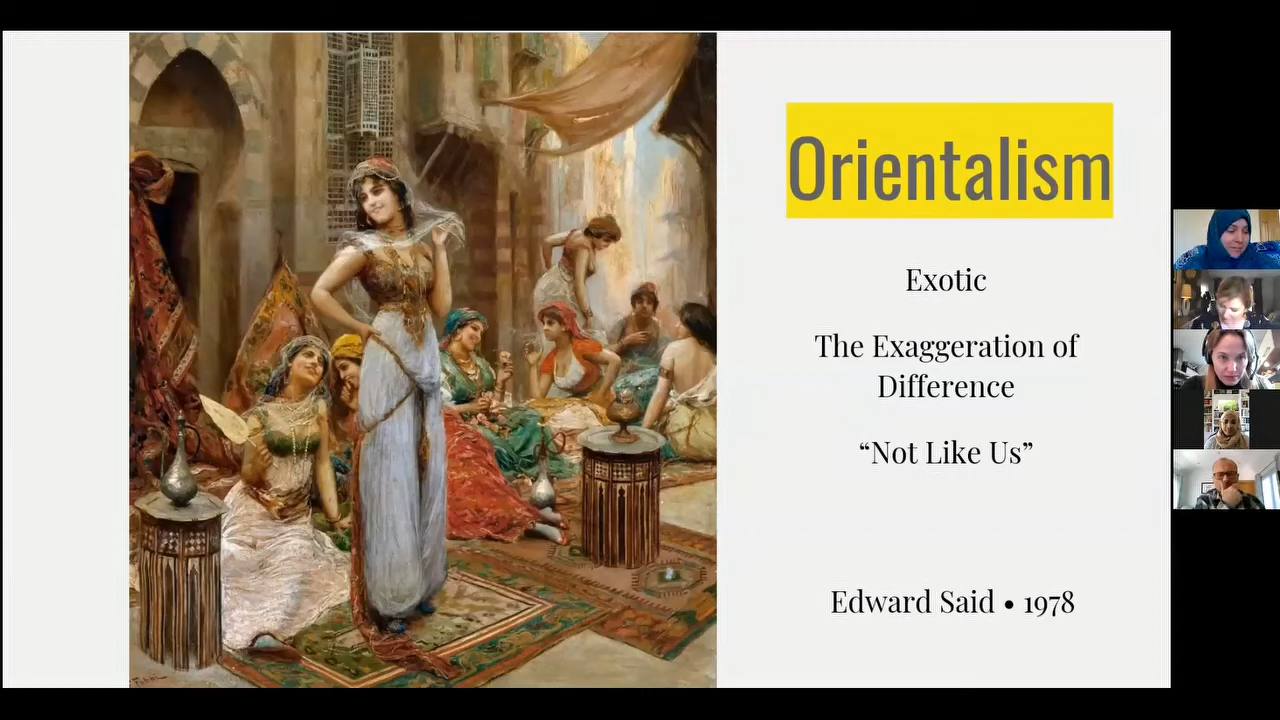 Orientalism
Exotic
The Exaggeration of
Difference
“Not Like Us”
Edward Said • 1978